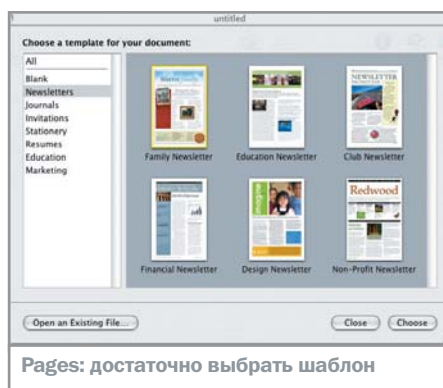 untitled
Choose a template for your document:
All
Blank
Newsletters
Journals
Invitations
Stationery
Resumes
Education
Marketing
NEWSLETTER
Family Newsletter
Education Newsletter
Club Newsletter
imagine
Redwood
Financial Newsletter
Design Newsletter
Non-Profit Newsletter
Open an Existing File...
Close
Choose
Pages: достаточно выбрать шаблон